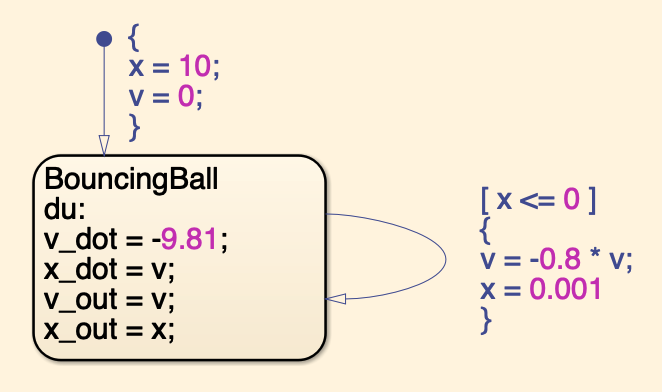 {
x = 10;
v = 0;
}
BouncingBall
du:
v_dot = -9.81;
x_dot = v;
v_out = v;
x_out = x;
[ x <= 0 ]
{
v = -0.8 * v;
x = 0.001
}